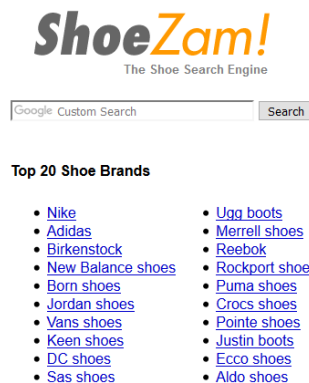 ShoeZam!
The Shoe Search Engine
Google Custom Search Search
Top 20 Shoe Brands
Nike
Adidas
Birkenstock
New Balance shoes
Born shoes
Jordan shoes
Vans shoes
Keen shoes
DC shoes
Sas shoes
Ugg boots
Merrell shoes
Reebok
Rockport shoe
Puma shoes
Crocs shoes
Pointe shoes
Justin boots
Ecco shoes
Aldo shoes